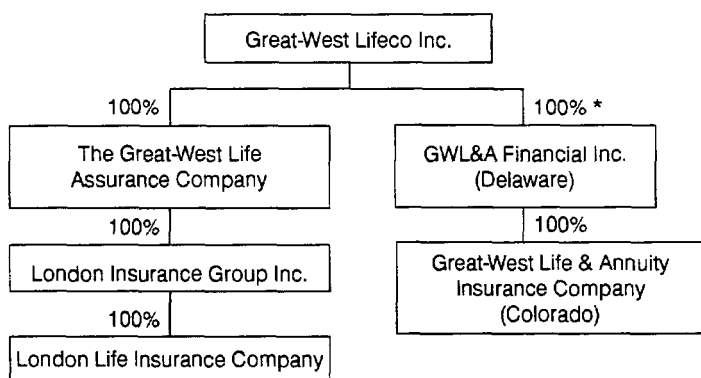 Great-West Lifeco Inc.
100%
100% *
The Great-West Life
Assurance Company
GWL&A Financial Inc.
(Delaware)
100%
100%
London Insurance Group Inc.
Great-West Life & Annuity
Insurance Company
(Colorado)
100%
London Life Insurance Company